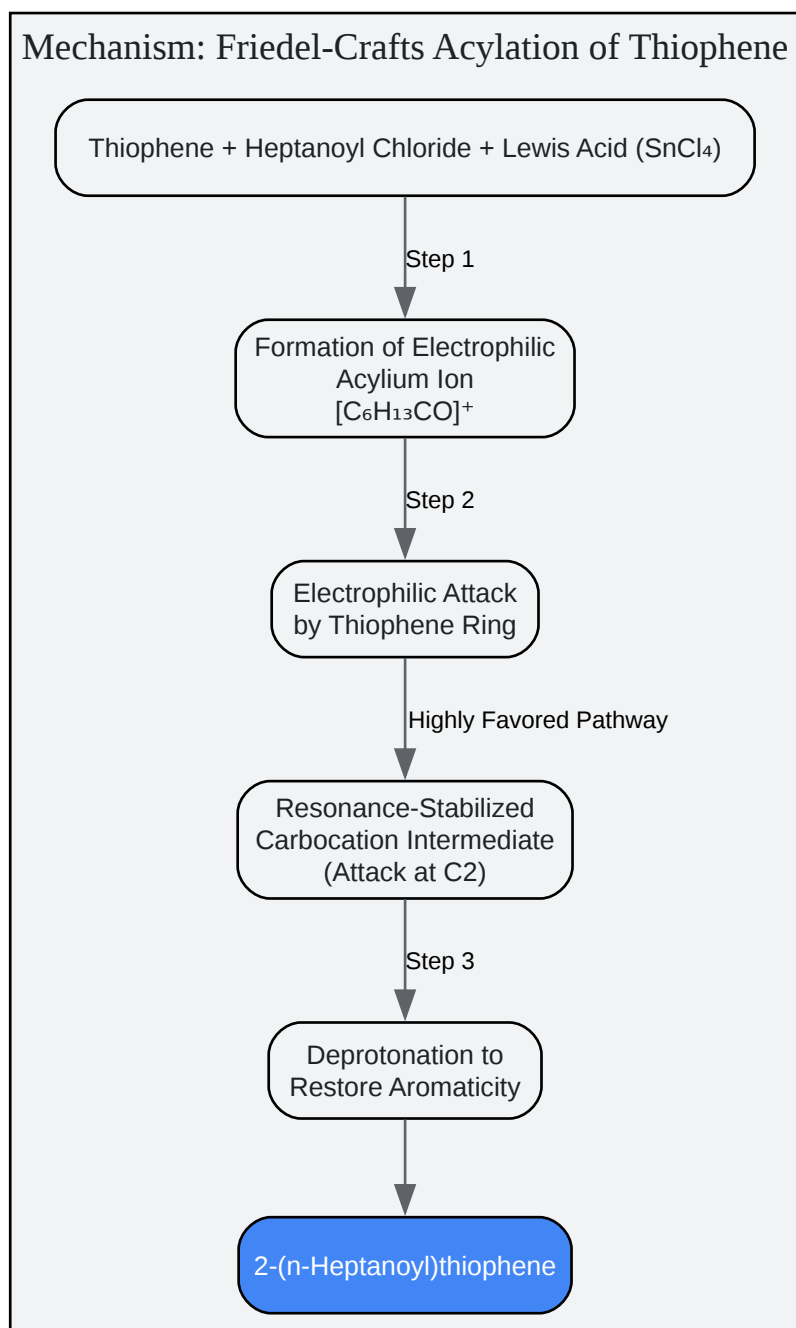 Mechanism: Friedel-Crafts Acylation of Thiophene
Thiophene + Heptanoyl Chloride + Lewis Acid (SnCl₄)
Step 1
Formation of Electrophilic
Acylium Ion
[C₆H₁₃CO]⁺
Step 2
Electrophilic Attack
by Thiophene Ring
Highly Favored Pathway
Resonance-Stabilized
Carbocation Intermediate
(Attack at C2)
Step 3
Deprotonation to
Restore Aromaticity
2-(n-Heptanoyl)thiophene